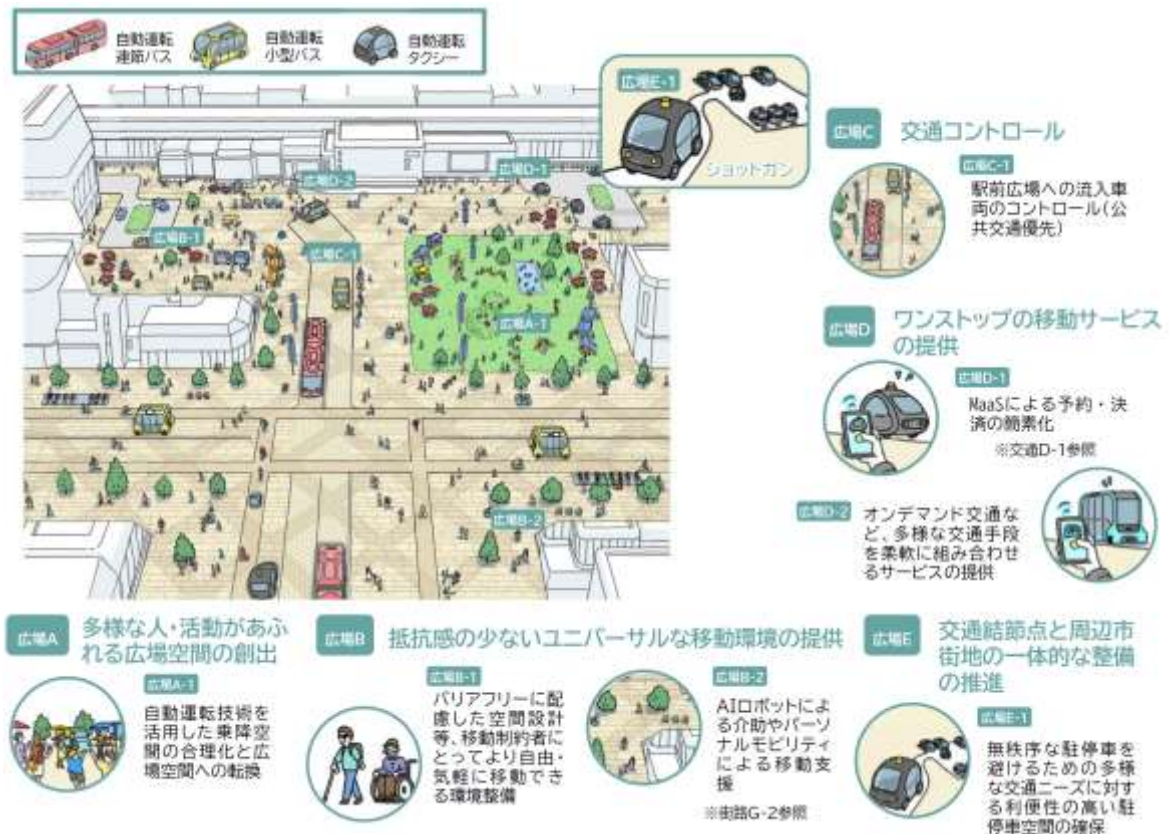 自動運転
連節バス
自動運転
小型バス
自動運転
タクシー
広場E-1
ショットガン
広場D-2
広場D-1
広場B-1
広場C-1
広場A-1
広場B-2
広場C
交通コントロール
広場C-1
駅前広場への流入車
両のコントロール(公
共交通優先)
広場D
ワンストップの移動サービス
の提供
広場D-1
MaaSによる予約・決
済の簡素化
※交通D-1参照
広場D-2
オンデマンド交通な
ど、多様な交通手段
を柔軟に組み合わせ
るサービスの提供
広場A
多様な人・活動があふ
れる広場空間の創出
広場A-1
自動運転技術を
活用した乗降空
間の合理化と広
場空間への転換
広場B
抵抗感の少ないユニバーサルな移動環境の提供
広場B-1
バリアフリーに配
慮した空間設計
等、移動制約者に
とってより自由・
気軽に移動でき
る環境整備
広場B-2
AIロボットによ
る介助やパーソ
ナルモビリティ
による移動支
援
※街路G-2参照
広場E
交通結節点と周辺市
街地の一体的な整備
の推進
広場E-1
無秩序な駐停車を
避けるための多様
な交通ニーズに対す
る利便性の高い駐
停車空間の確保